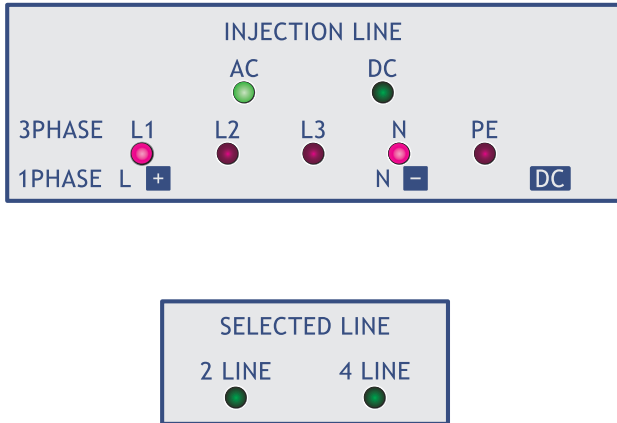 INJECTION LINE
AC DC
3PHASE L1 L2 L3 N PE
1PHASE L + N − DC
SELECTED LINE
2 LINE 4 LINE